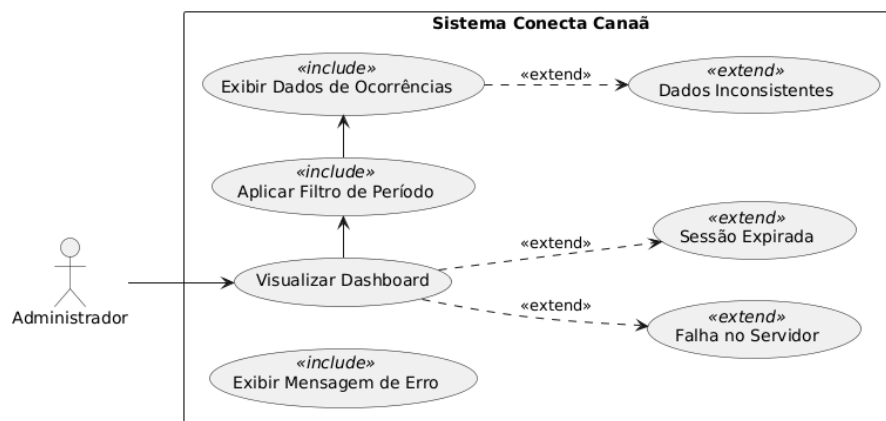 Sistema Conecta Canaã
«include»
Exibir Dados de Ocorrências
«extend»
«extend»
Dados Inconsistentes
«include»
Aplicar Filtro de Período
«extend»
«extend»
Sessão Expirada
Administrador
Visualizar Dashboard
«extend»
«extend»
Falha no Servidor
«include»
Exibir Mensagem de Erro